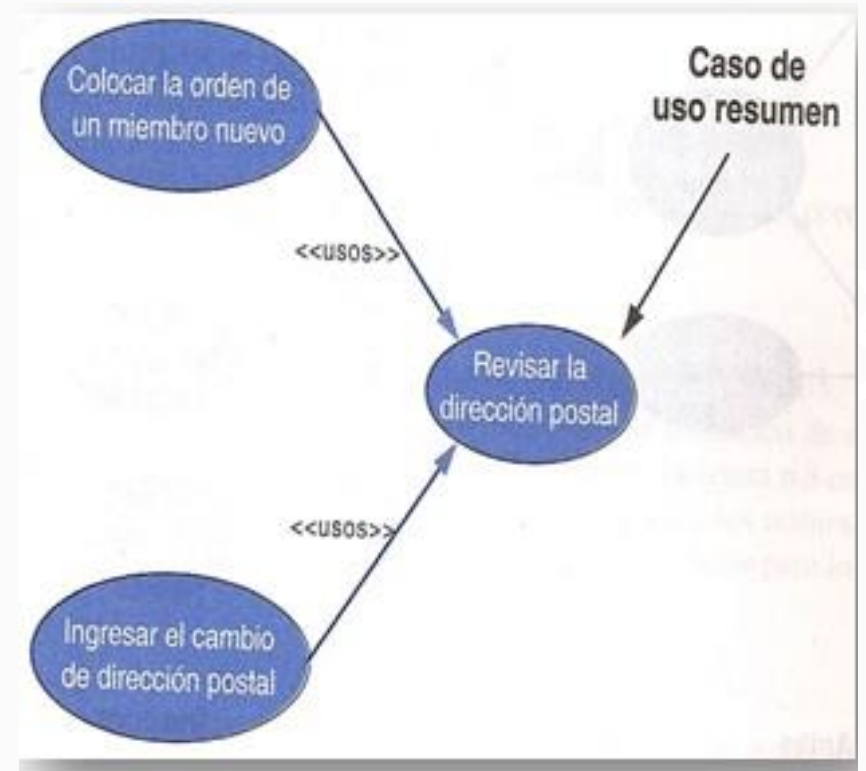 Colocar la orden de
un miembro nuevo
Caso de
uso resumen
<<usos>>
Revisar la
dirección postal
<<usos>>
Ingresar el cambio
de dirección postal